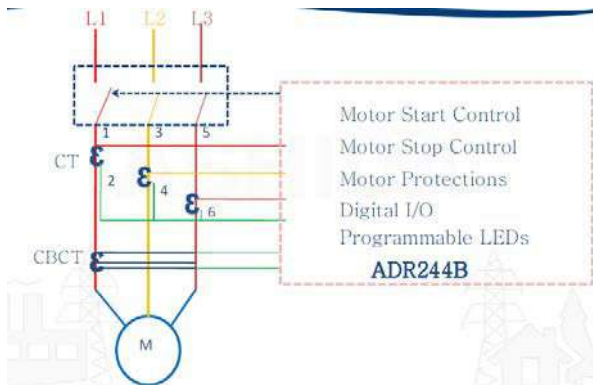 L1 L2 L3
1 3 5
CT
2 4 6
CBCT
M
Motor Start Control
Motor Stop Control
Motor Protections
Digital I/O
Programmable LEDs
ADR244B